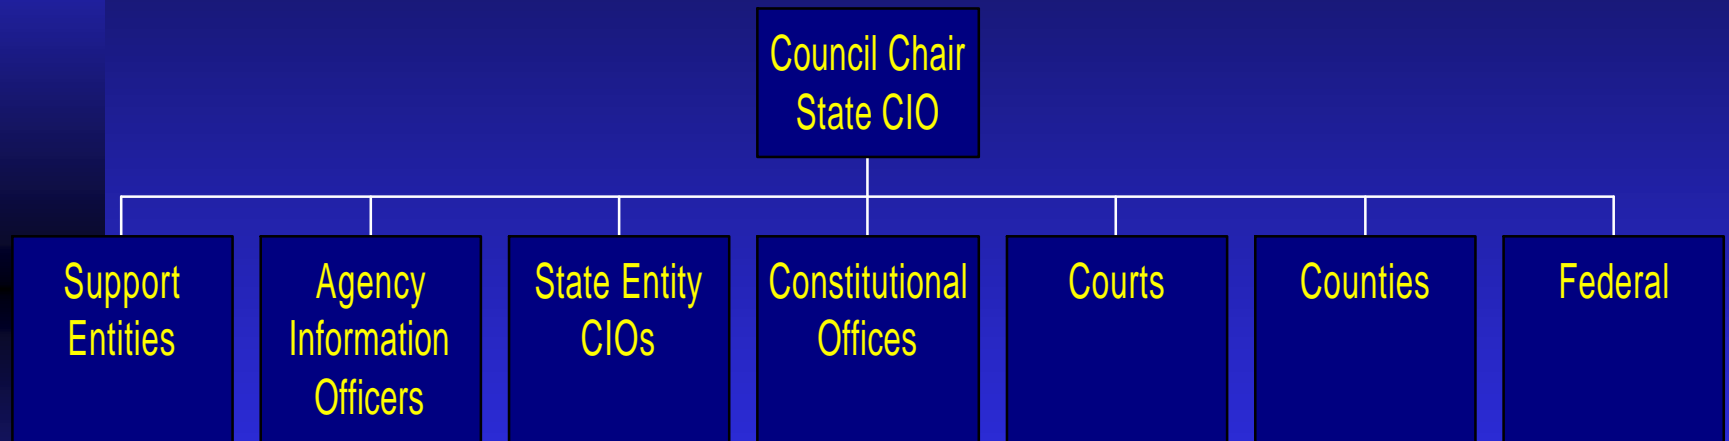 Council Chair
State CIO
Support
Entities
Agency
Information
Officers
State Entity
CIOs
Constitutional
Offices
Courts
Counties
Federal